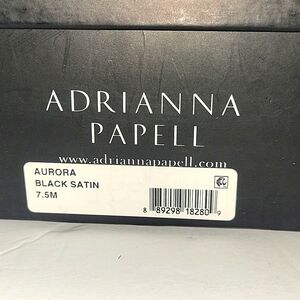 ADRIANNA
PAPELL
www.adriannapapell.com
AURORA
BLACK SATIN
7.5M
8 89298 18280 9